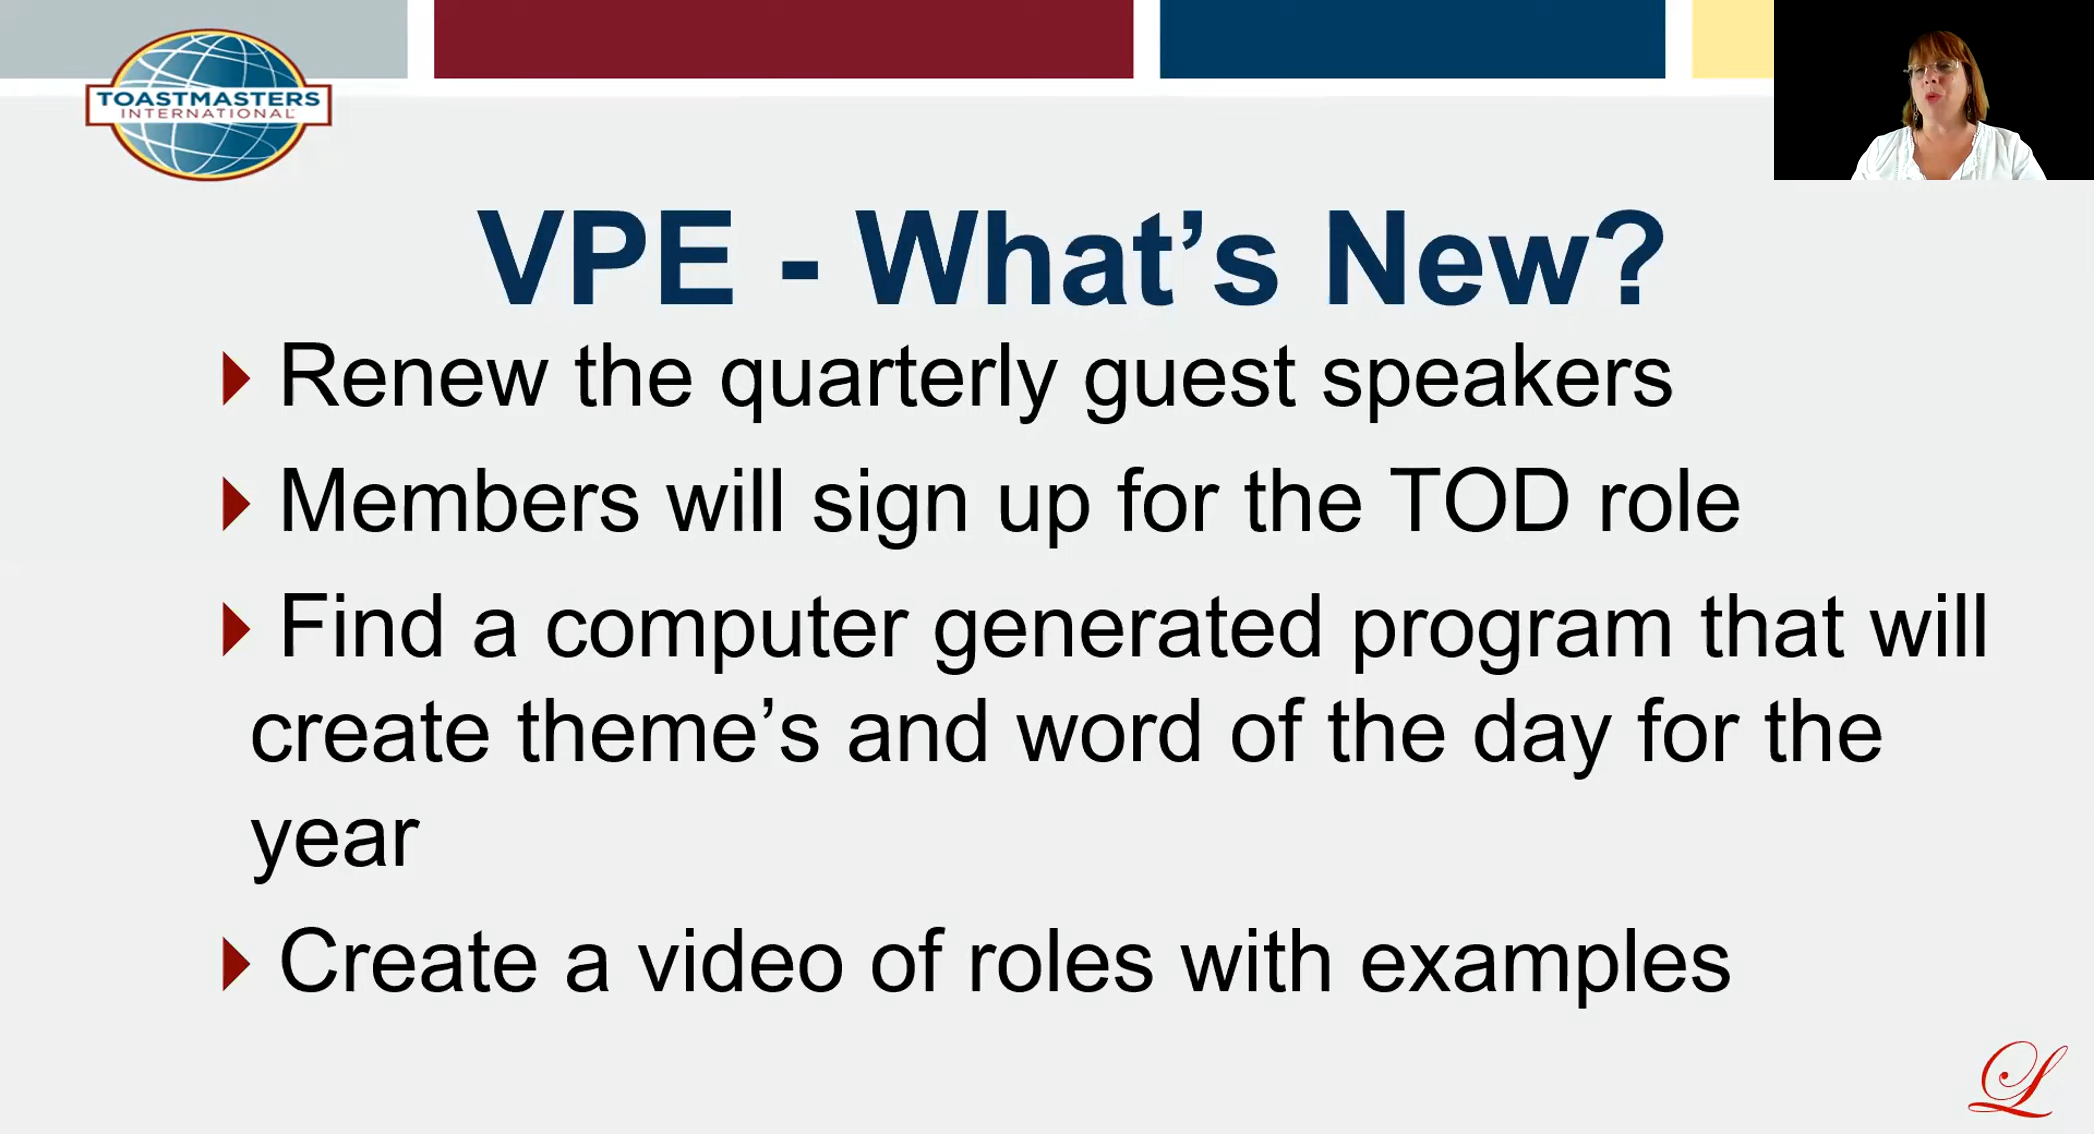 TOASTMASTERS
INTERNATIONAL
VPE - What’s New?
Renew the quarterly guest speakers
Members will sign up for the TOD role
Find a computer generated program that will
create theme’s and word of the day for the
year
Create a video of roles with examples
L